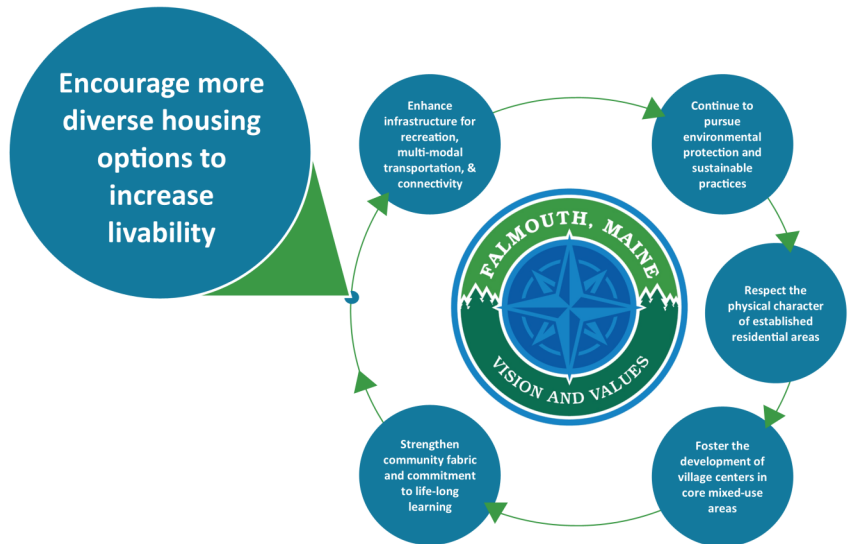 Encourage more
diverse housing
options to
increase
livability
Enhance
infrastructure for
recreation,
multi-modal
transportation, &
connectivity
Continue to
pursue
environmental
protection and
sustainable
practices
Respect the
physical character
of established
residential areas
Foster the
development of
village centers in
core mixed-use
areas
Strengthen
community fabric
and commitment
to life-long
learning
FALMOUTH, MAINE
VISION AND VALUES